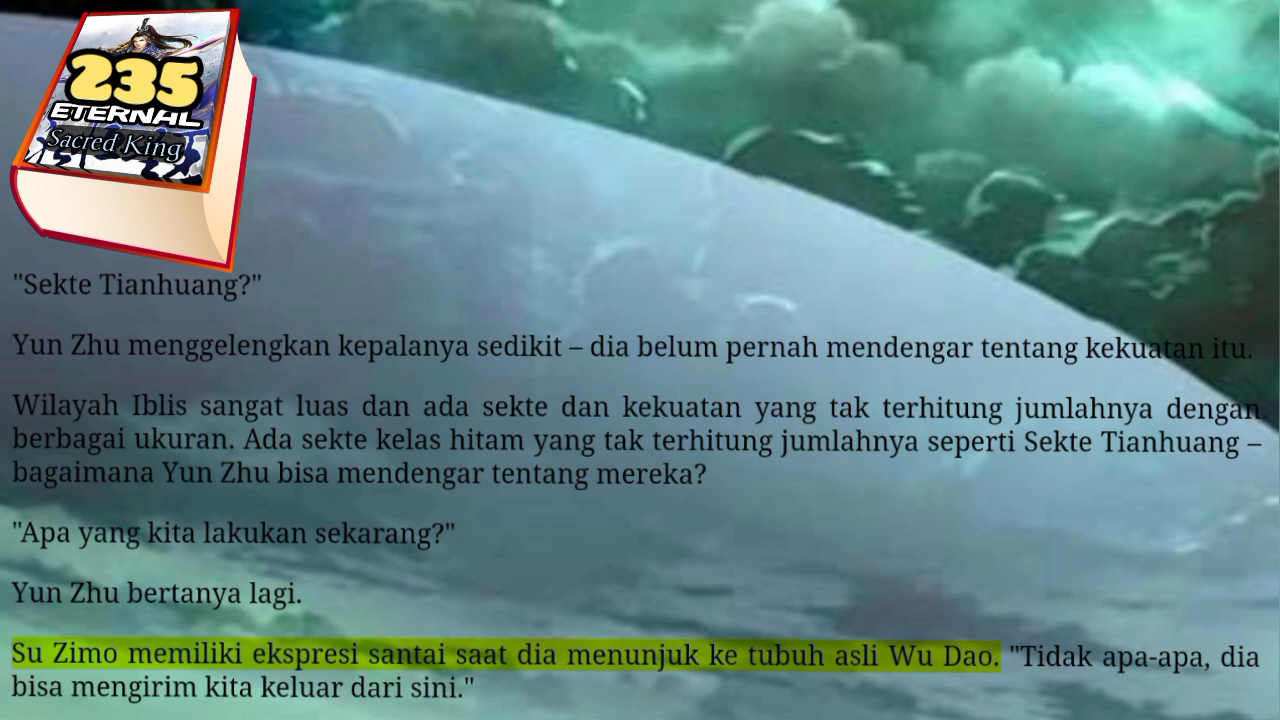 235
ETERNAL
Sacred King
"Sekte Tianhuang?"
Yun Zhu menggelengkan kepalanya sedikit – dia belum pernah mendengar tentang kekuatan itu.
Wilayah Iblis sangat luas dan ada sekte dan kekuatan yang tak terhitung jumlahnya dengan
berbagai ukuran. Ada sekte kelas hitam yang tak terhitung jumlahnya seperti Sekte Tianhuang –
bagaimana Yun Zhu bisa mendengar tentang mereka?
"Apa yang kita lakukan sekarang?"
Yun Zhu bertanya lagi.
Su Zimo memiliki ekspresi santai saat dia menunjuk ke tubuh asli Wu Dao. "Tidak apa-apa, dia
bisa mengirim kita keluar dari sini."